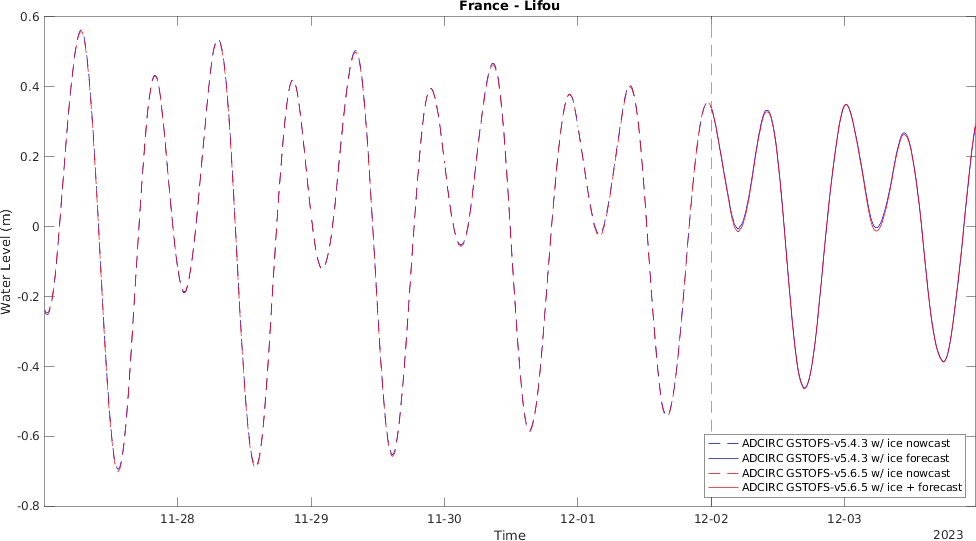 France - Lifou
0.6
0.4
0.2
0
-0.2
-0.4
-0.6
-0.8
Water Level (m)
11-28
11-29
11-30
12-01
12-02
12-03
Time
2023
ADCIRC GSTOFS-v5.4.3 w/ ice nowcast
ADCIRC GSTOFS-v5.4.3 w/ ice forecast
ADCIRC GSTOFS-v5.6.5 w/ ice nowcast
ADCIRC GSTOFS-v5.6.5 w/ ice + forecast